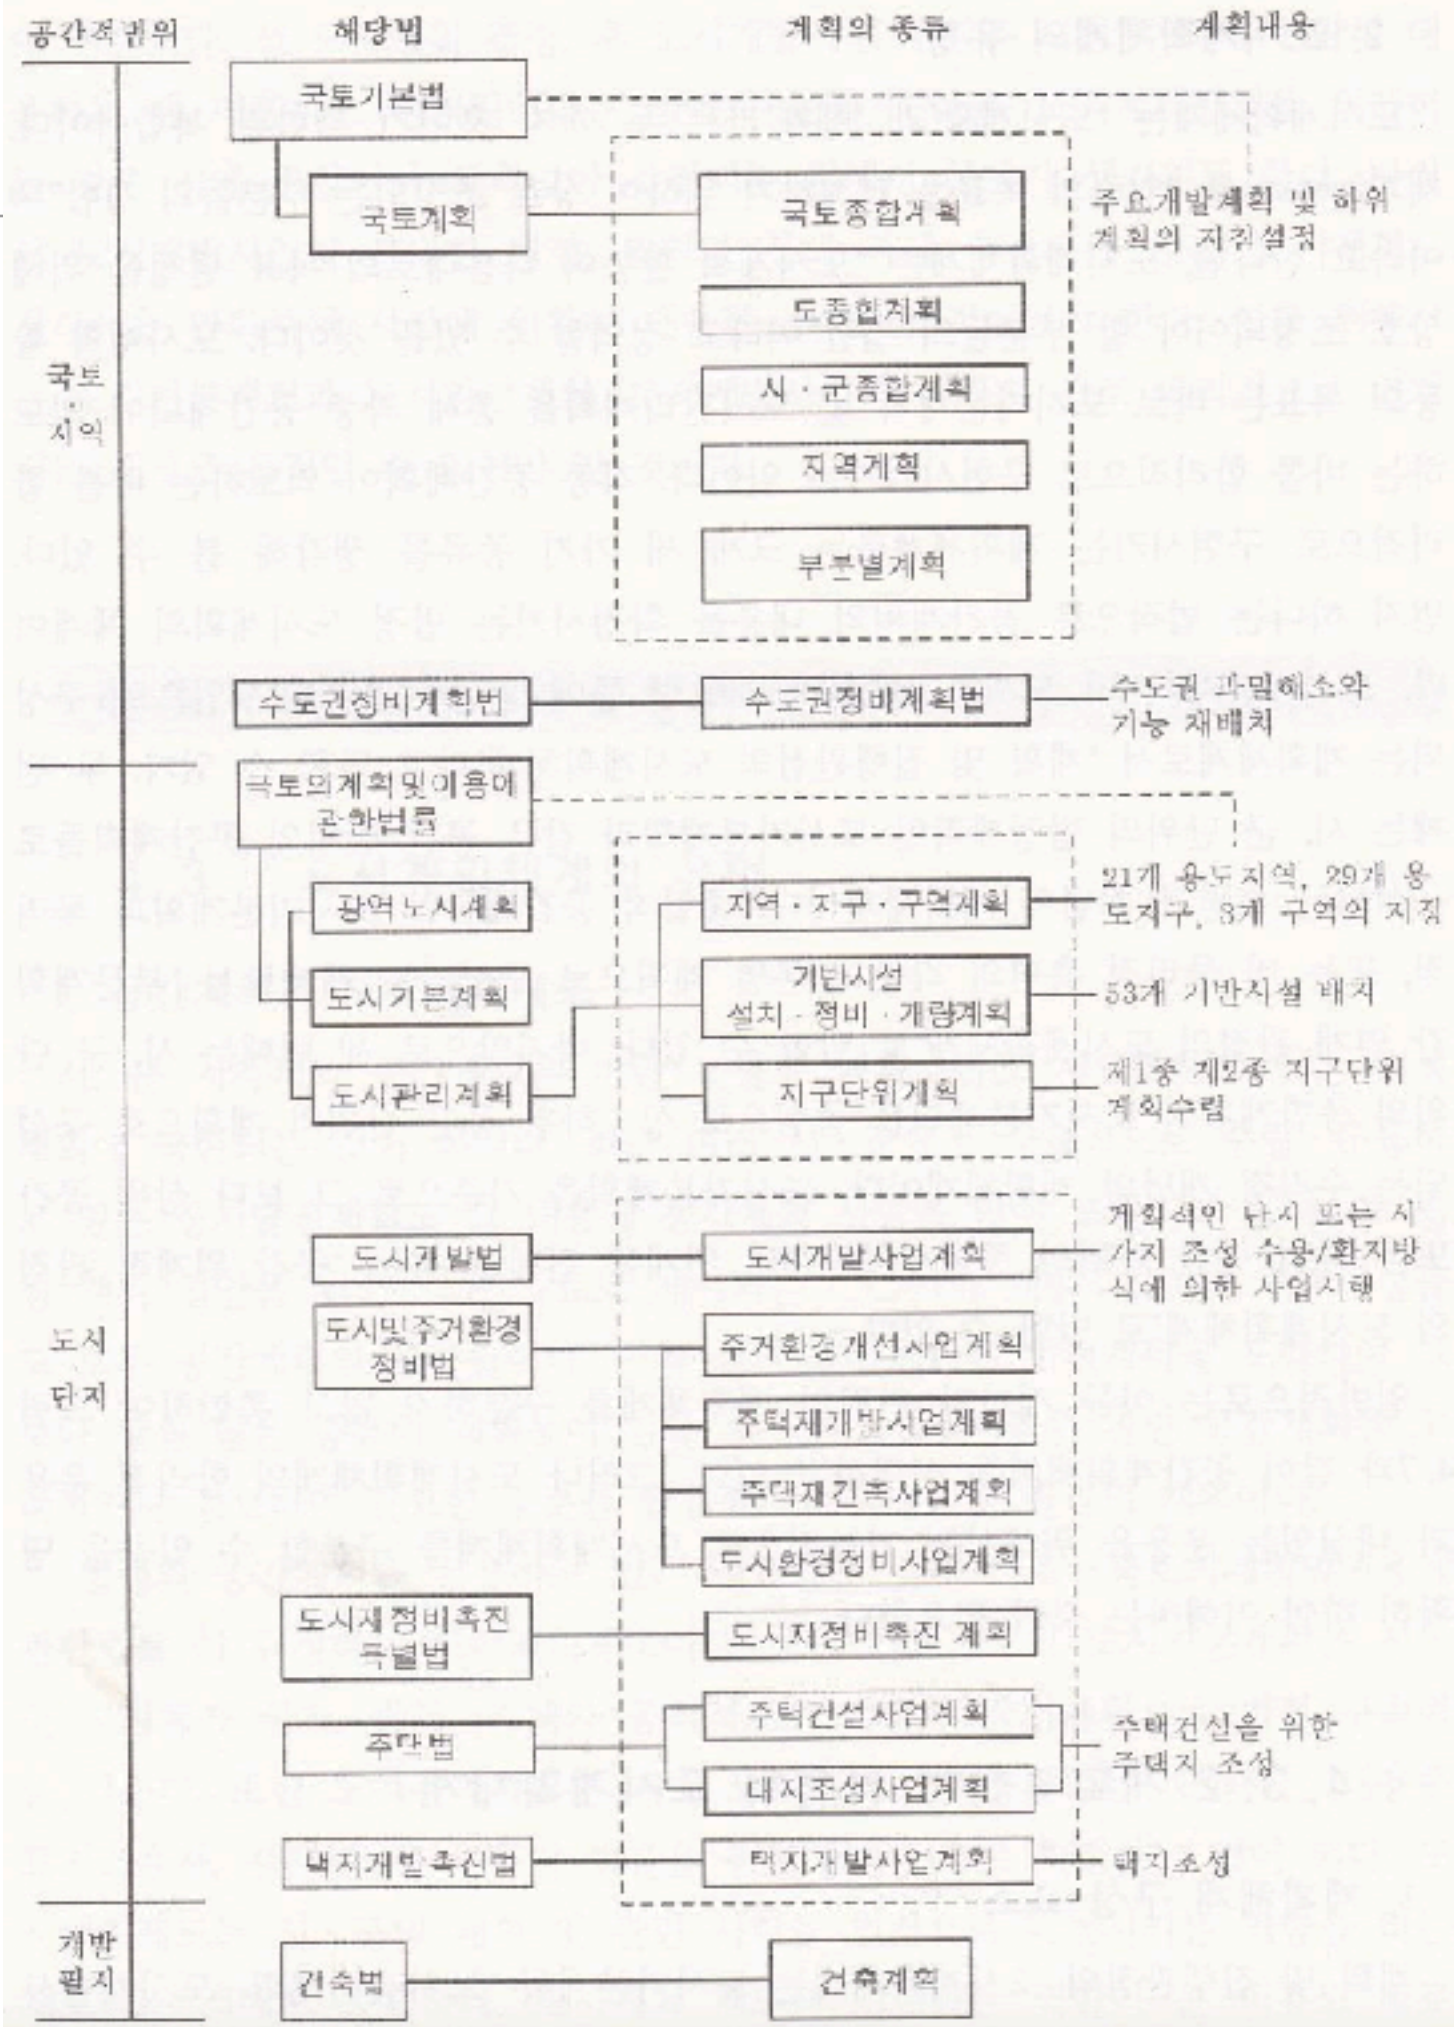 공간적범위 해당법 계획의 종류 계획내용
국토기본법
국토계획
국토종합계획
주요개발계획 및 하위
계획의 지침설정
도종합계획
시 · 군종합계획
지역계획
부분별계획
국토
·
지역
수도권정비계획법
수도권정비계획법
수도권 과밀해소와
기능 재배치
국토의계획및이용에
관한법률
광역도시계획
지역 · 지구 · 구역계획
21개 용도지역, 29개 용
도지구, 3개 구역의 지정
도시기본계획
기반시설
설치 · 정비 · 개량계획
53개 기반시설 배치
도시관리계획
지구단위계획
제1종 제2종 지구단위
계획수립
도시개발법
도시개발사업계획
계획적인 단지 또는 시
가지 조성 수용/환지방
식에 의한 사업시행
도시
단지
도시및주거환경
정비법
주거환경개선사업계획
주택재개발사업계획
주택재건축사업계획
도시환경정비사업계획
도시재정비촉진
특별법
도시재정비촉진 계획
주택법
주택건설사업계획
대지조성사업계획
주택건설을 위한
주택지 조성
택지개발촉진법
택지개발사업계획
택지조성
개발
필지
건축법
건축계획